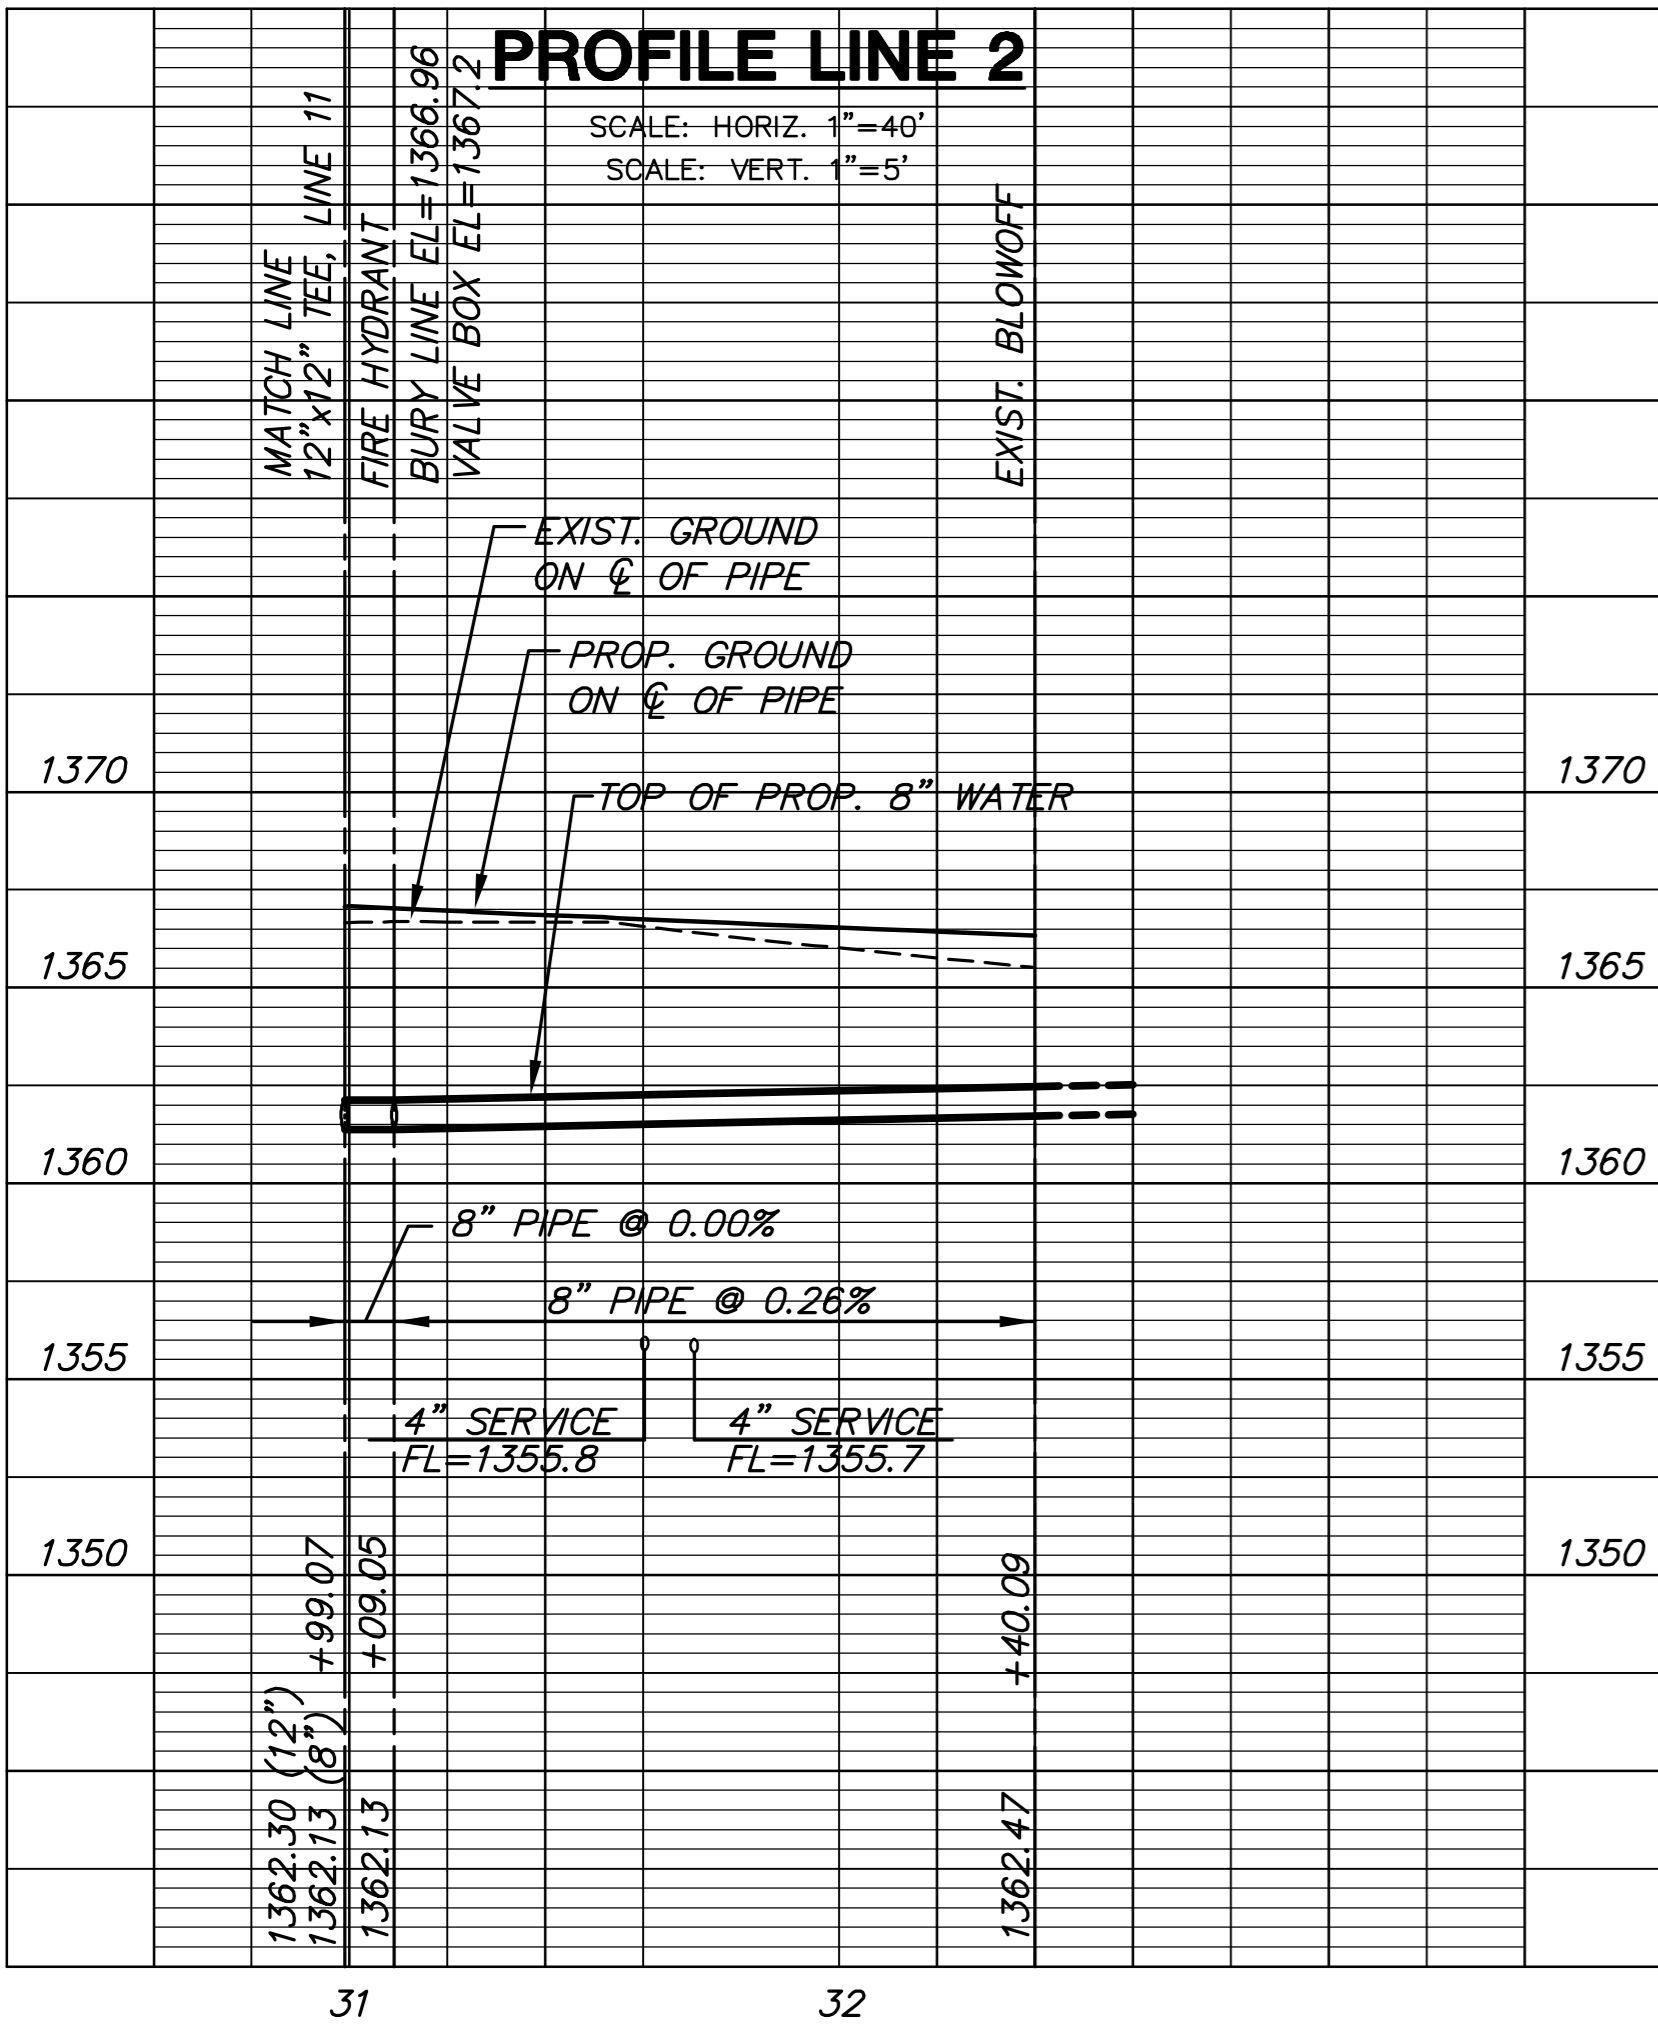 PROFILE LINE 2
SCALE: HORIZ. 1"=40'
SCALE: VERT. 1"=5'
MATCH LINE
12"x12" TEE, LINE 11
FIRE HYDRANT
BURY LINE EL=1366.96
VALVE BOX EL=1367.2
EXIST. BLOWOFF
EXIST. GROUND
ON ℄ OF PIPE
PROP. GROUND
ON ℄ OF PIPE
TOP OF PROP. 8" WATER
1370
1370
1365
1365
1360
1360
8" PIPE @ 0.00%
8" PIPE @ 0.26%
1355
1355
4" SERVICE
FL=1355.8
4" SERVICE
FL=1355.7
1350
1350
+99.07
+09.05
+40.09
1362.30 (12")
1362.13 (8")
1362.13
1362.47
31
32